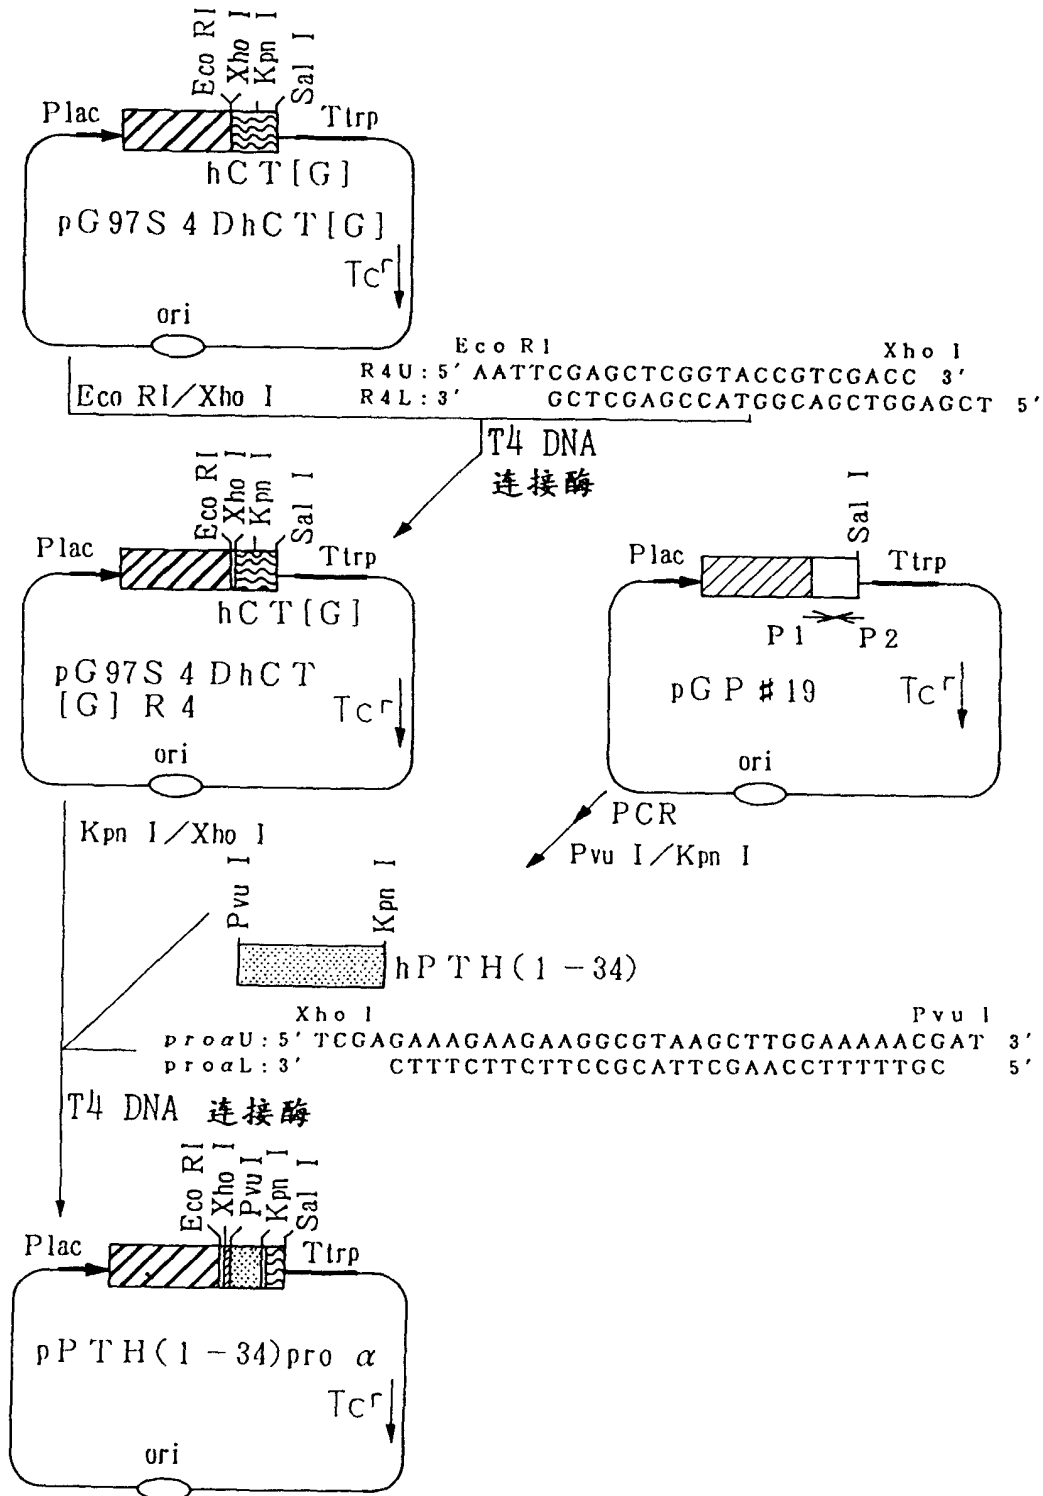 Eco RI
Xho I
Kpn I
Sal I
Plac
Ttrp
hCT[G]
pG97S4DhCT[G]
Tcʳ
ori
Eco RI/Xho I
Eco RI
Xho I
R4U:5′ AATTCGAGCTCGGTACCGTCGACC 3′
R4L:3′ GCTCGAGCCATGGCAGCTGGAGCT 5′
T4 DNA
连接酶
Eco RI
Xho I
Kpn I
Sal I
Plac
Ttrp
hCT[G]
pG97S4DhCT
[G]R4
Tcʳ
ori
Sal I
Plac
Ttrp
P1
P2
pGP#19
Tcʳ
ori
Kpn I/Xho I
PCR
Pvu I/Kpn I
Pvu I
Kpn I
hPTH(1-34)
Xho I
Pvu I
proαU:5′ TCGAGAAAGAAGAAGGCGTAAGCTTGGAAAAACGAT 3′
proαL:3′ CTTTCTTCTTCCGCATTCGAACCTTTTTGC 5′
T4 DNA 连接酶
Eco RI
Xho I
Pvu I
Kpn I
Sal I
Plac
Ttrp
pPTH(1-34)pro α
Tcʳ
ori